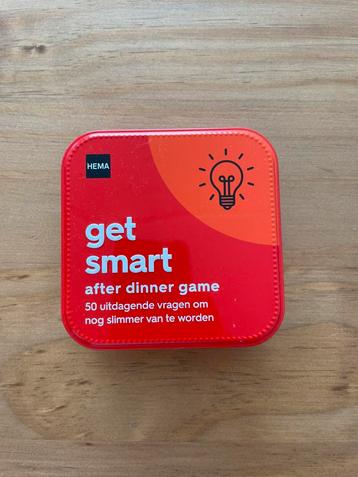 HEMA
get
smart
after dinner game
50 uitdagende vragen om
nog slimmer van te worden